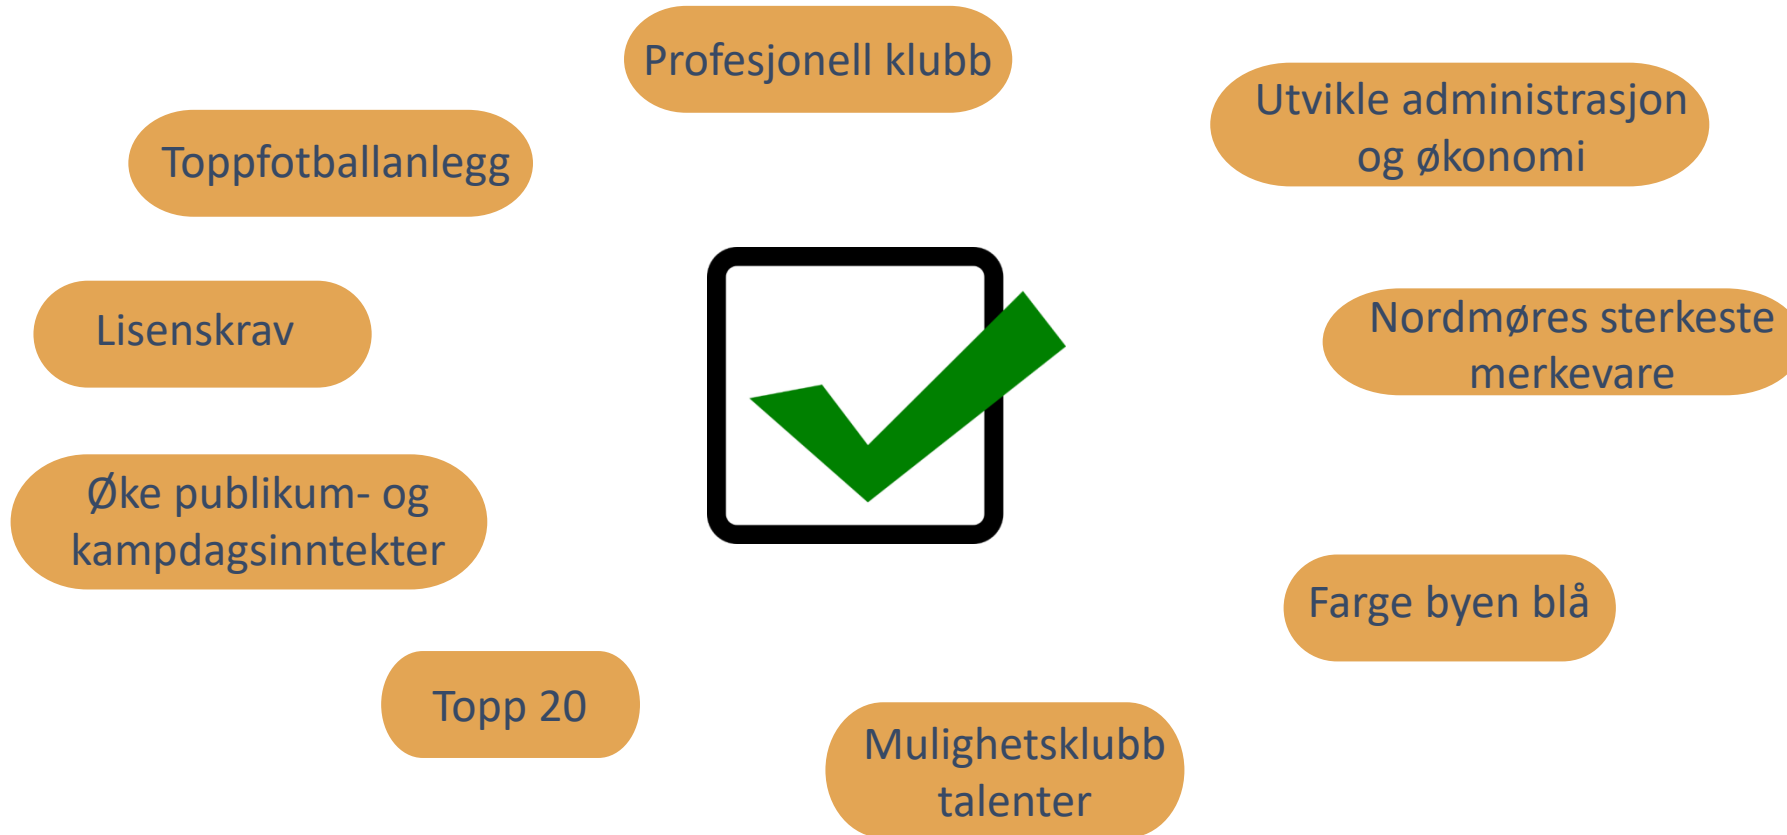 Profesjonell klubb
Utvikle administrasjon
og økonomi
Toppfotballanlegg
Lisenskrav
Nordmøres sterkeste
merkevare
Øke publikum- og
kampdagsinntekter
Farge byen blå
Topp 20
Mulighetsklubb
talenter